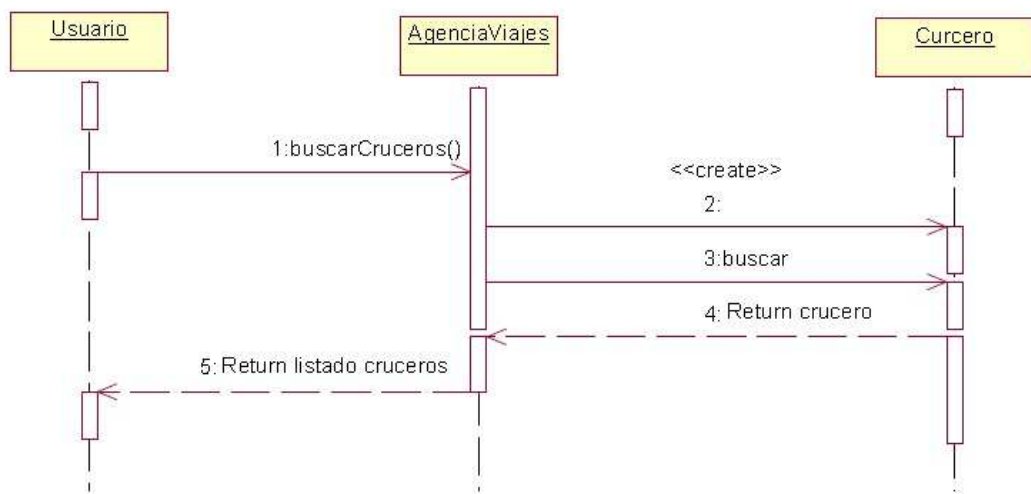 Usuario
AgenciaViajes
Curcero
1:buscarCruceros()
<<create>>
2:
3:buscar
4: Return crucero
5: Return listado cruceros